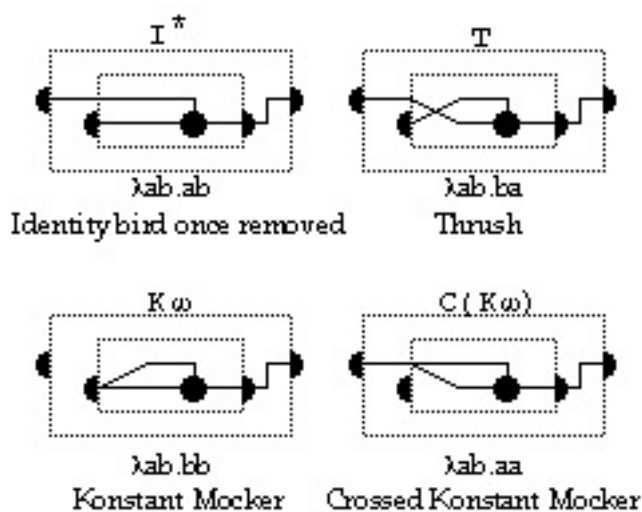 I* T
λab.ab λab.ba
Identity bird once removed Thrush
Kω C(Kω)
λab.bb λab.aa
Konstant Mocker Crossed Konstant Mocker